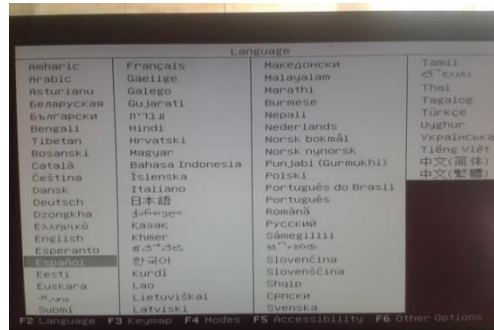 Language
Amharic
Arabic
Asturianu
Беларуская
Български
Bengali
Tibetan
Bosanski
Català
Čeština
Dansk
Deutsch
Dzongkha
Ελληνικά
English
Esperanto
Español
Eesti
Euskara
Suomi
Français
Gaeilge
Galego
Gujarati
עברית
Hindi
Hrvatski
Magyar
Bahasa Indonesia
Íslenska
Italiano
日本語
ქართული
Қазақ
Khmer
한국어
Kurdî
Lao
Lietuviškai
Latviski
Македонски
Malayalam
Marathi
Burmese
Nepali
Nederlands
Norsk bokmål
Norsk nynorsk
Punjabi (Gurmukhi)
Polski
Português do Brasil
Português
Română
Русский
Sámegillii
Slovenčina
Slovenščina
Shqip
Српски
Svenska
Tamil
Thai
Tagalog
Türkçe
Uyghur
Українська
Tiếng Việt
中文(简体)
中文(繁體)
F2 Language F3 Keymap F4 Modes F5 Accessibility F6 Other Options